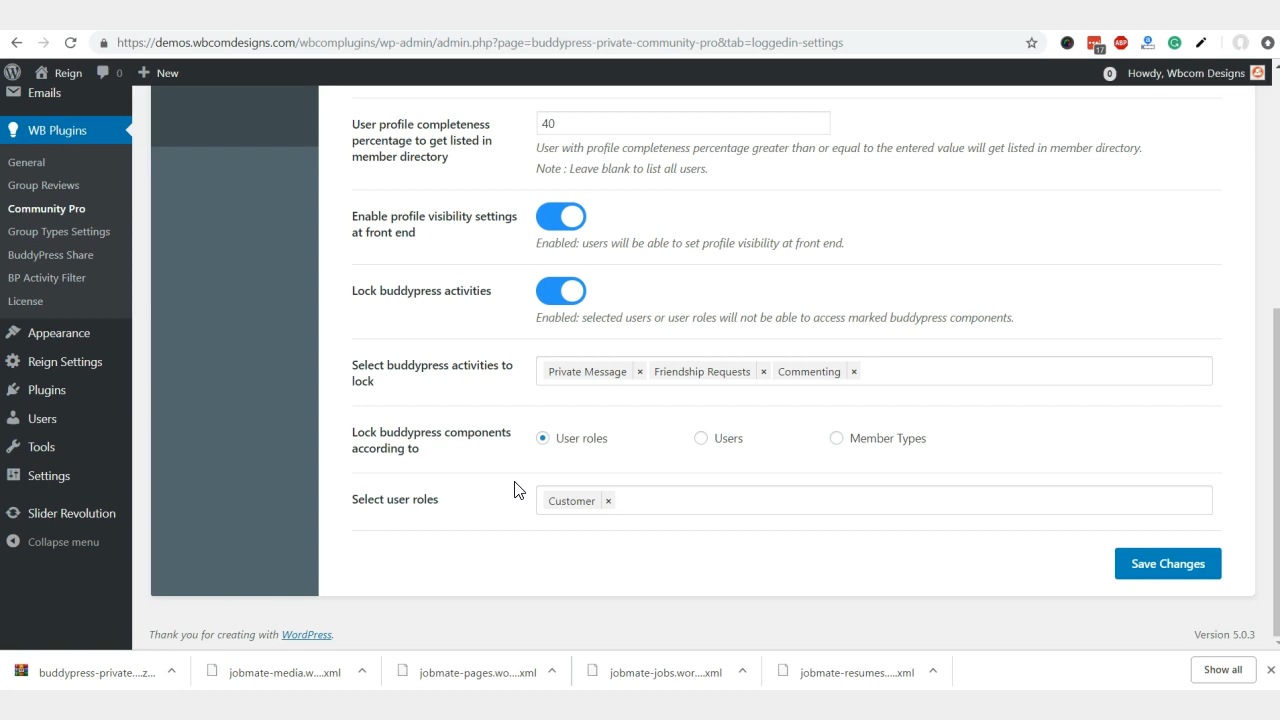 https://demos.wbcomdesigns.com/wbcomplugin/wp-admin/admin.php?page=buddypress-private-community-pro&tab=loggedin-settings
17
ABP
Reign
0
New
0
Howdy, Wbcom Designs
Emails
WB Plugins
General
Group Reviews
Community Pro
Group Types Settings
BuddyPress Share
BP Activity Filter
License
Appearance
Reign Settings
Plugins
Users
Tools
Settings
Slider Revolution
Collapse menu
User profile completeness
percentage to get listed in
member directory
40
User with profile completeness percentage greater than or equal to the entered value will get listed in member directory.
Note : Leave blank to list all users.
Enable profile visibility settings
at front end
Enabled: users will be able to set profile visibility at front end.
Lock buddypress activities
Enabled: selected users or user roles will not be able to access marked buddypress components.
Select buddypress activities to
lock
Private Message × Friendship Requests × Commenting ×
Lock buddypress components
according to
User roles Users Member Types
Select user roles
Customer ×
Save Changes
Thank you for creating with WordPress.
Version 5.0.3
buddypress-private....z...
jobmate-media.w....xml
jobmate-pages.wo....xml
jobmate-jobs.wor....xml
jobmate-resumes.....xml
Show all